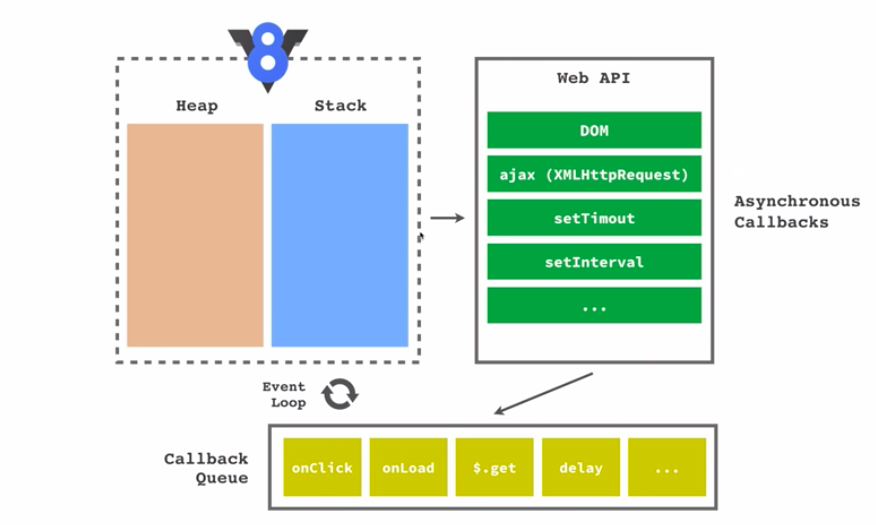 8
Heap
Stack
Web API
DOM
ajax (XMLHttpRequest)
setTimout
setInterval
...
Asynchronous
Callbacks
Event
Loop
Callback
Queue
onClick
onLoad
$.get
delay
...